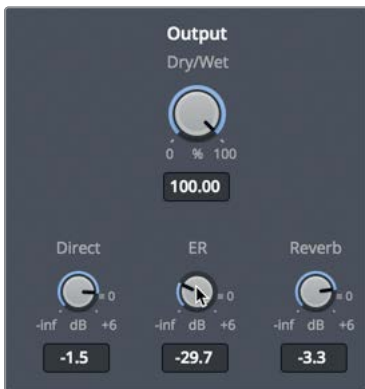 Output
Dry/Wet
0 % 100
100.00
Direct ER Reverb
0 0 0
-inf dB +6 -inf dB +6 -inf dB +6
-1.5 -29.7 -3.3